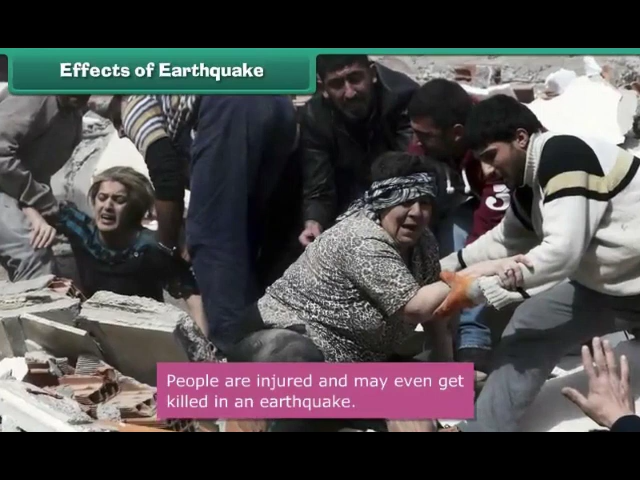 Effects of Earthquake
People are injured and may even get
killed in an earthquake.